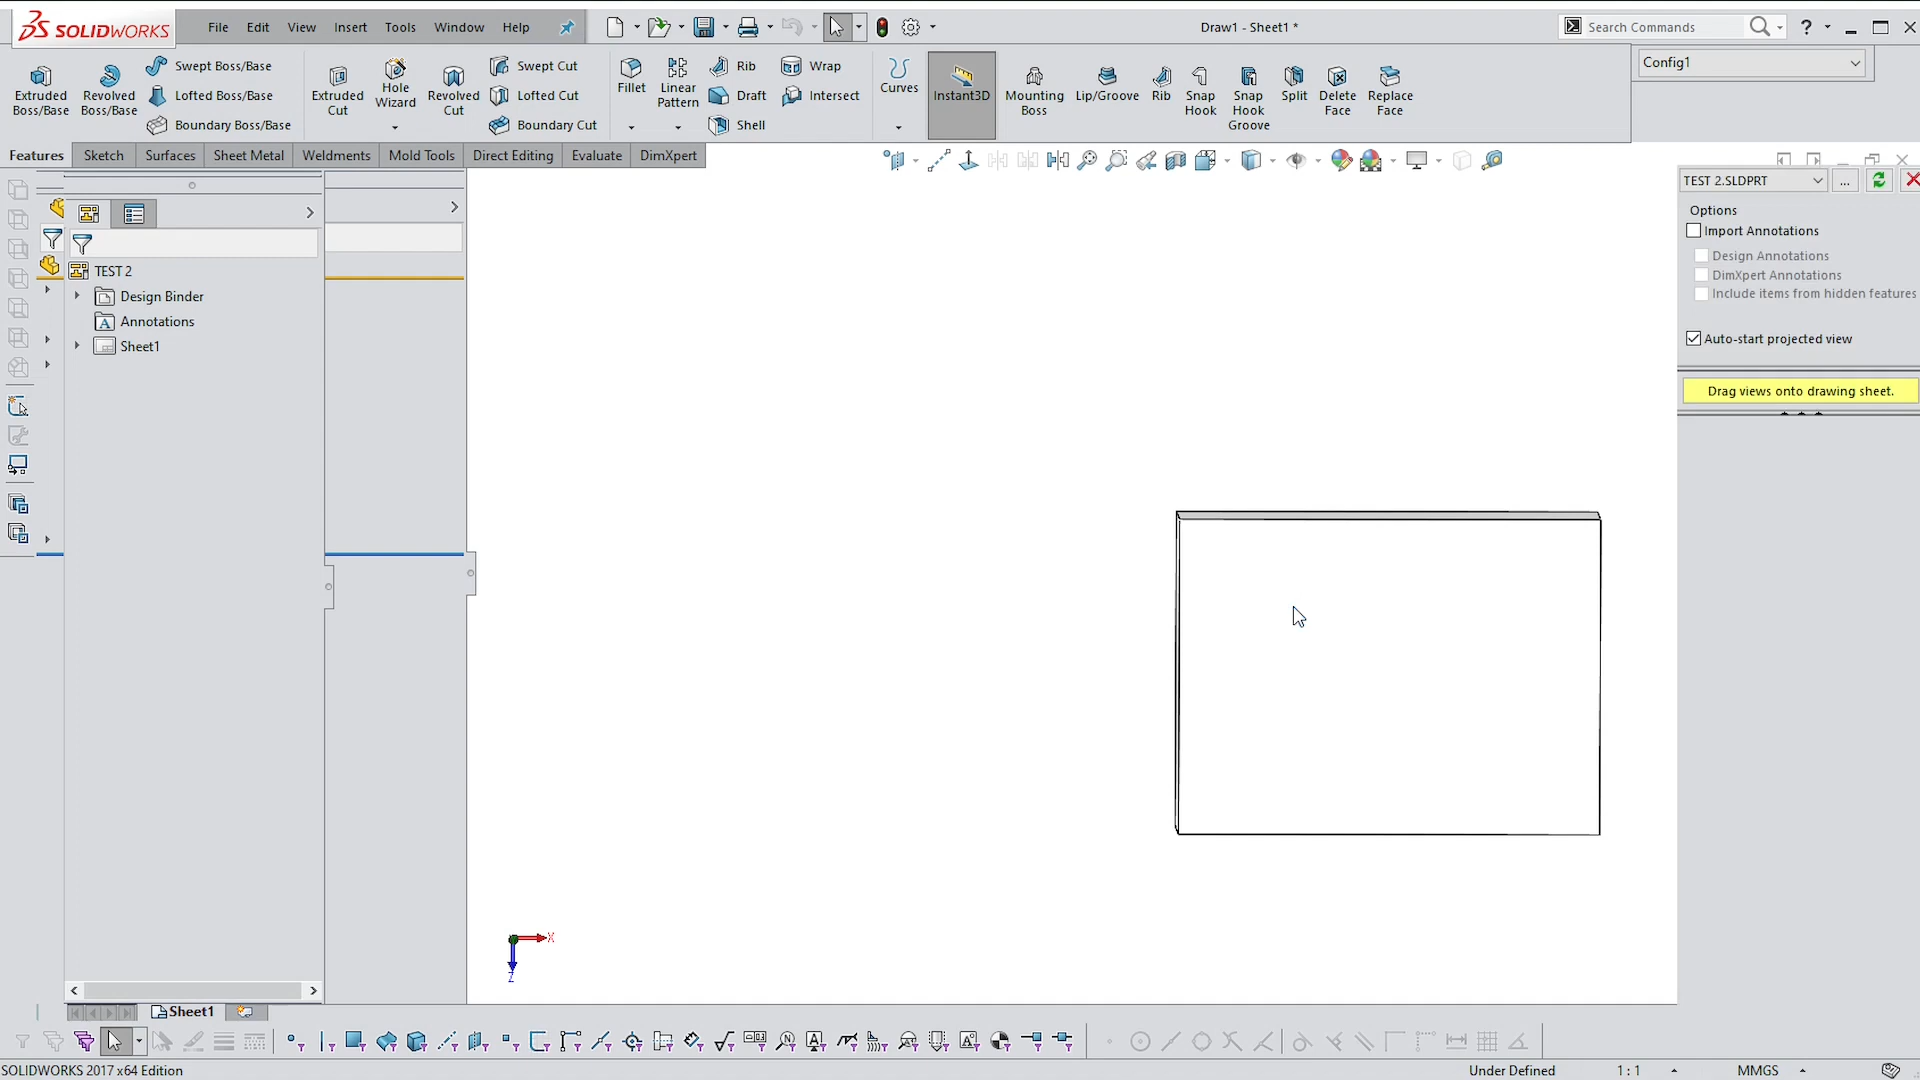 SOLIDWORKS
File Edit View Insert Tools Window Help
Draw1 - Sheet1 *
Search Commands
?
Extruded Boss/Base
Revolved Boss/Base
Swept Boss/Base
Lofted Boss/Base
Boundary Boss/Base
Extruded Cut
Hole Wizard
Revolved Cut
Swept Cut
Lofted Cut
Boundary Cut
Fillet
Linear Pattern
Rib
Draft
Shell
Wrap
Intersect
Curves
Instant3D
Mounting Boss
Lip/Groove
Rib
Snap Hook
Snap Hook Groove
Split
Delete Face
Replace Face
Config1
Features Sketch Surfaces Sheet Metal Weldments Mold Tools Direct Editing Evaluate DimXpert
TEST 2
Design Binder
Annotations
Sheet1
TEST 2.SLDPRT
...
Options
Import Annotations
Design Annotations
DimXpert Annotations
Include items from hidden features
Auto-start projected view
Drag views onto drawing sheet.
X
Z
Sheet1
SOLIDWORKS 2017 x64 Edition
Under Defined
1 : 1
MMGS